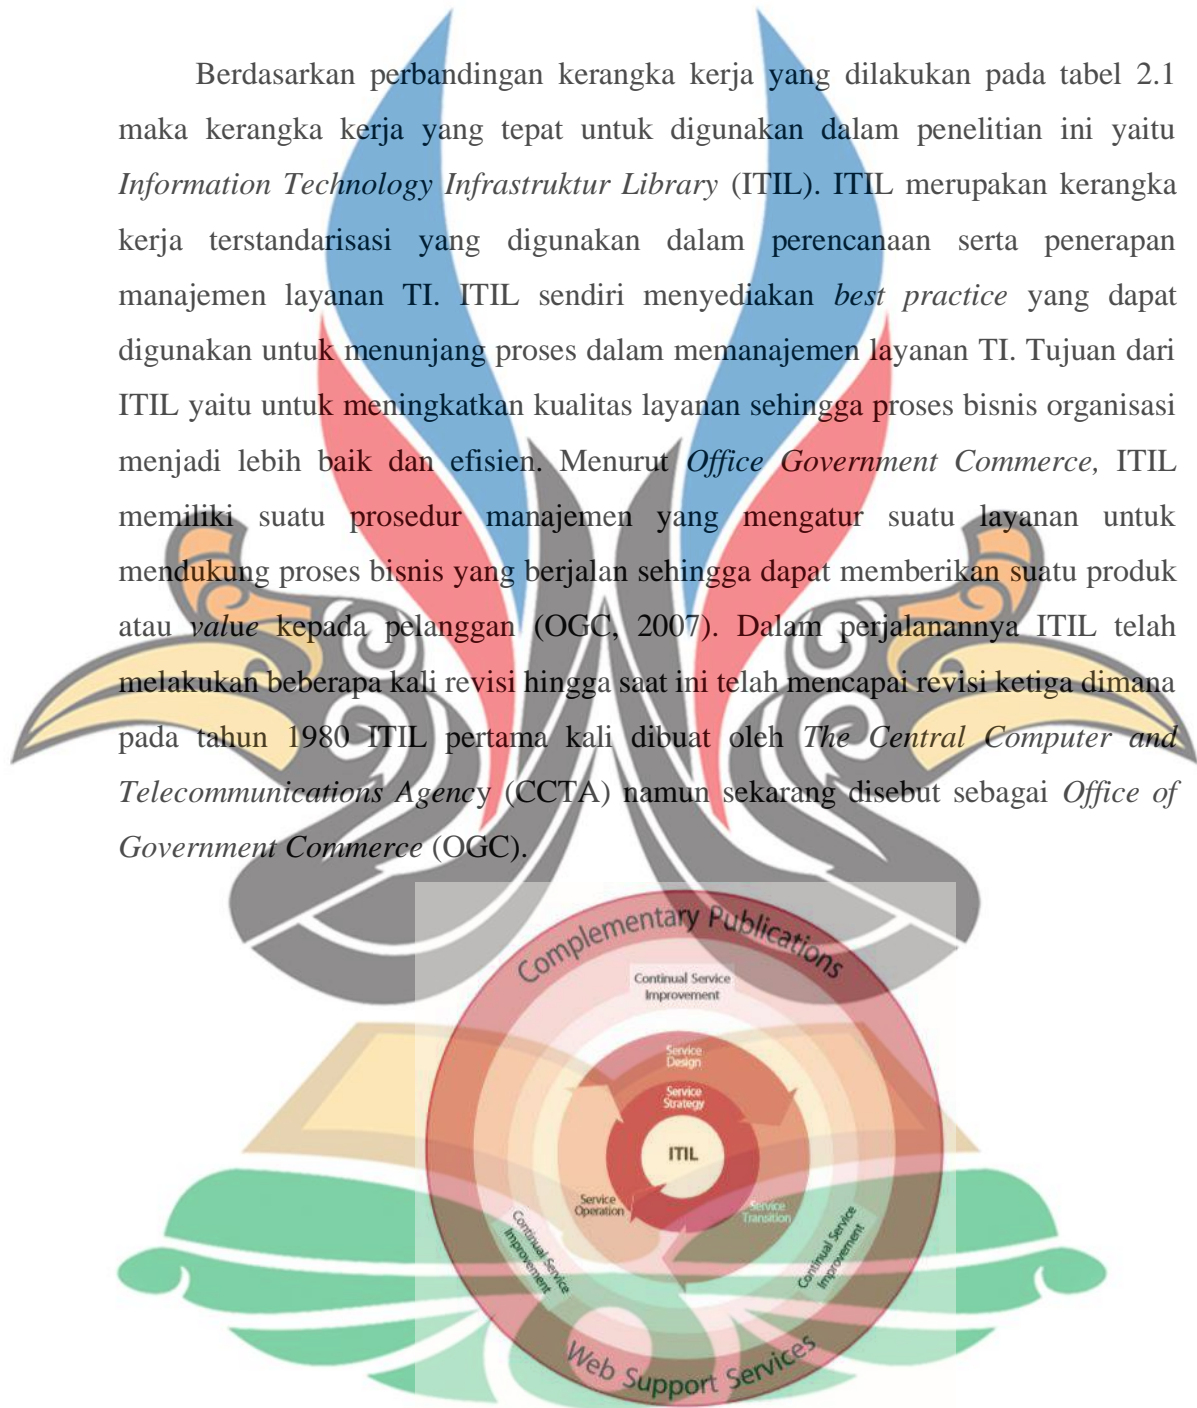 Berdasarkan perbandingan kerangka kerja yang dilakukan pada tabel 2.1
maka kerangka kerja yang tepat untuk digunakan dalam penelitian ini yaitu
Information Technology Infrastruktur Library (ITIL). ITIL merupakan kerangka
kerja terstandarisasi yang digunakan dalam perencanaan serta penerapan
manajemen layanan TI. ITIL sendiri menyediakan best practice yang dapat
digunakan untuk menunjang proses dalam memanajemen layanan TI. Tujuan dari
ITIL yaitu untuk meningkatkan kualitas layanan sehingga proses bisnis organisasi
menjadi lebih baik dan efisien. Menurut Office Government Commerce, ITIL
memiliki suatu prosedur manajemen yang mengatur suatu layanan untuk
mendukung proses bisnis yang berjalan sehingga dapat memberikan suatu produk
atau value kepada pelanggan (OGC, 2007). Dalam perjalanannya ITIL telah
melakukan beberapa kali revisi hingga saat ini telah mencapai revisi ketiga dimana
pada tahun 1980 ITIL pertama kali dibuat oleh The Central Computer and
Telecommunications Agency (CCTA) namun sekarang disebut sebagai Office of
Government Commerce (OGC).
Complementary Publications
Continual Service
Improvement
Service
Design
Service
Strategy
ITIL
Service
Operation
Service
Transition
Continual Service
Improvement
Continual Service
Improvement
Web Support Services